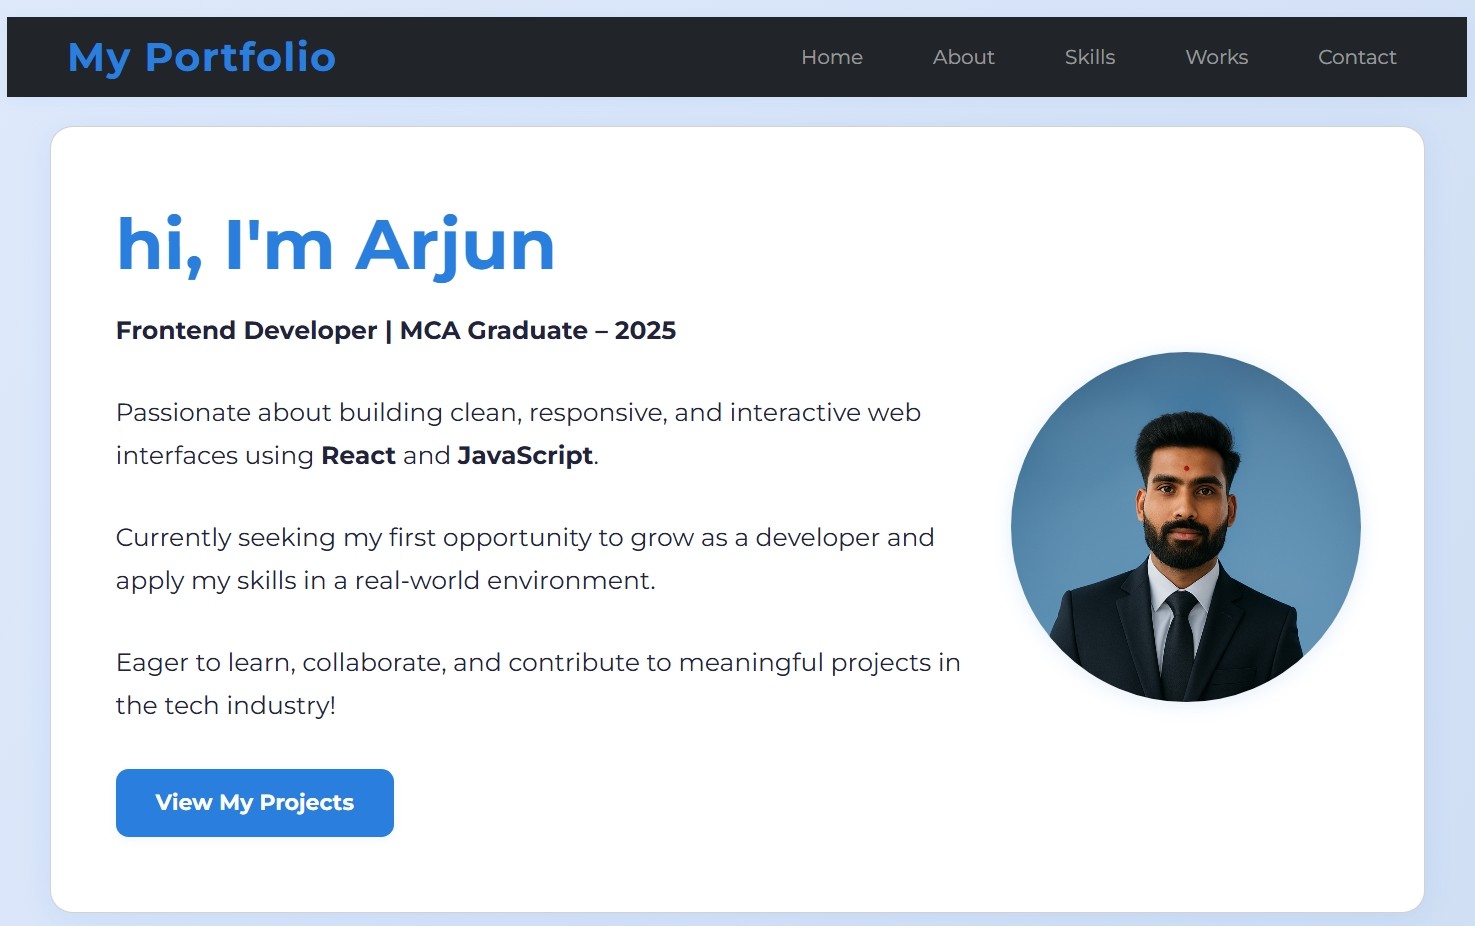 My Portfolio
Home About Skills Works Contact
hi, I'm Arjun
Frontend Developer | MCA Graduate – 2025
Passionate about building clean, responsive, and interactive web
interfaces using React and JavaScript.
Currently seeking my first opportunity to grow as a developer and
apply my skills in a real-world environment.
Eager to learn, collaborate, and contribute to meaningful projects in
the tech industry!
View My Projects